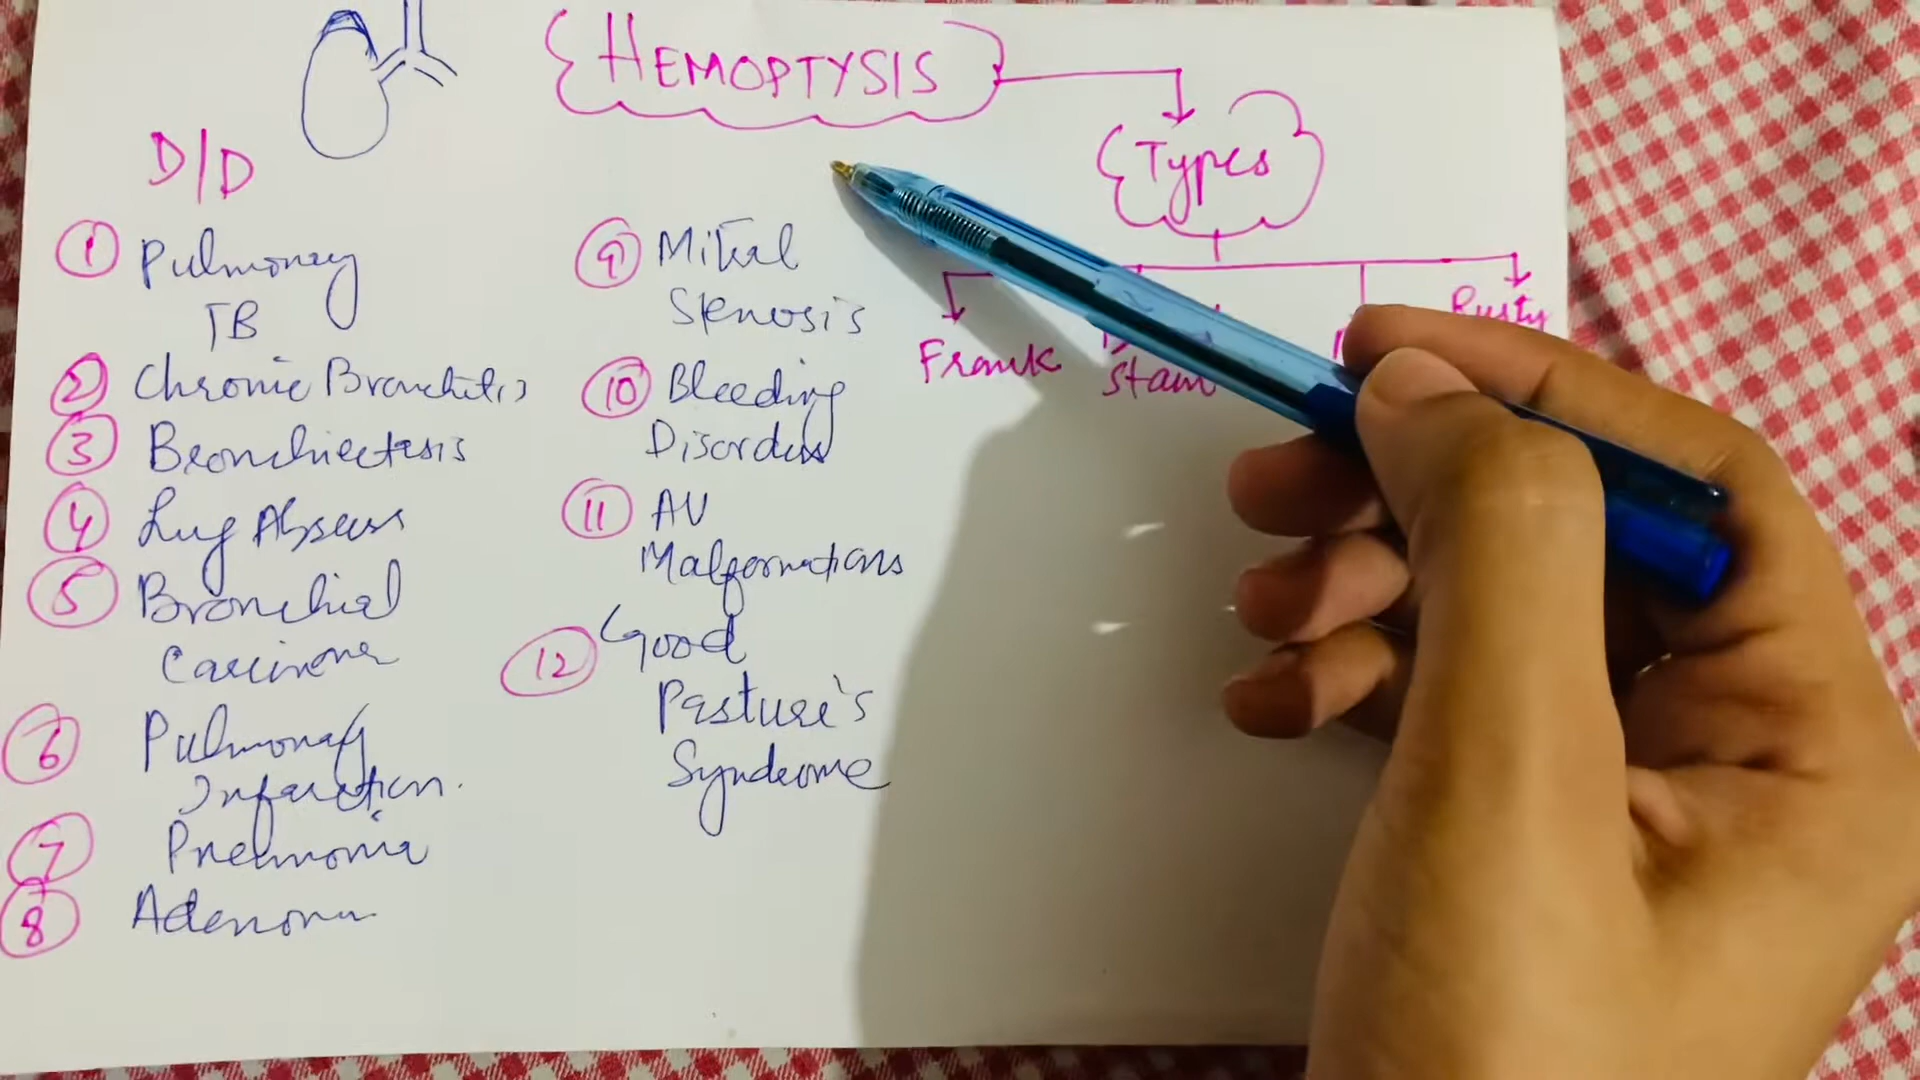 HEMOPTYSIS
Types
D/D
① Pulmonary
TB
② Chronic Bronchitis
③ Bronchiectasis
④ Lung Abscess
⑤ Bronchial
Carcinoma
⑥ Pulmonary
Infarction.
⑦ Pneumonia
⑧ Adenoma
⑨ Mitral
Stenosis
⑩ Bleeding
Disorders
⑪ AV
Malformations
⑫ Good
Pasture's
Syndrome
Frank
Stain
Rusty